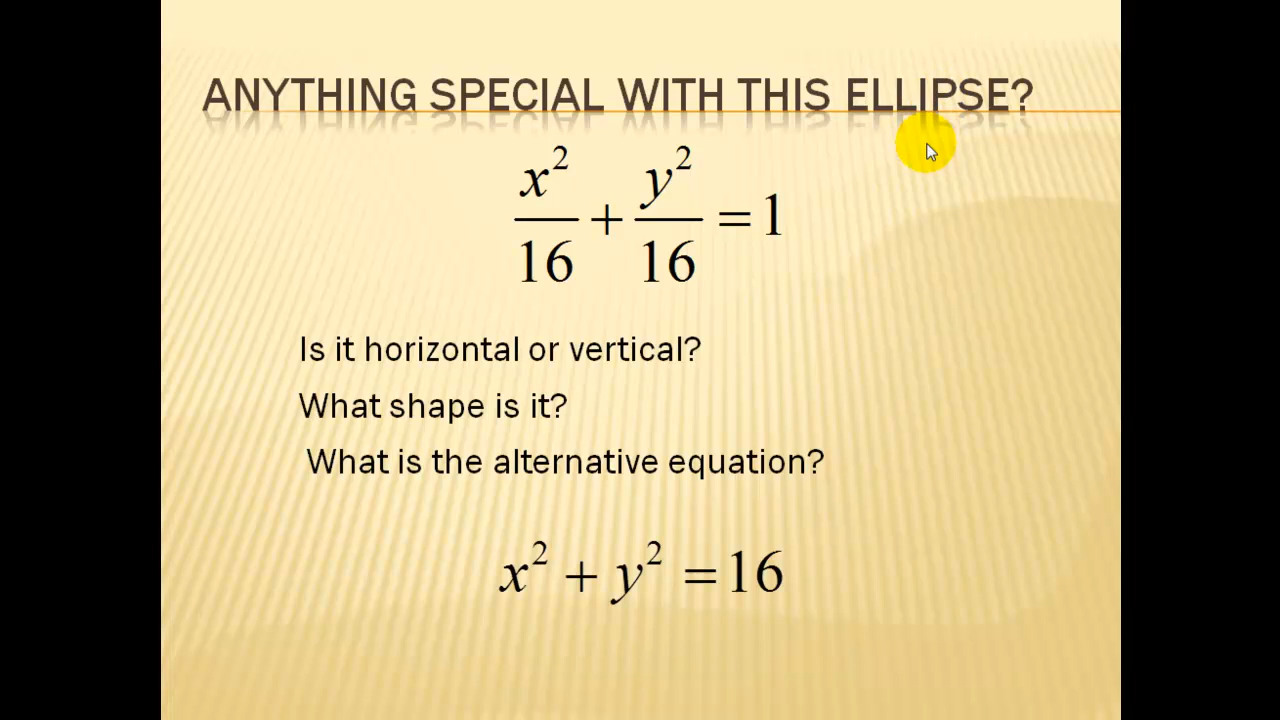 ANYTHING SPECIAL WITH THIS ELLIPSE?
x²/16 + y²/16 = 1
Is it horizontal or vertical?
What shape is it?
What is the alternative equation?
x² + y² = 16